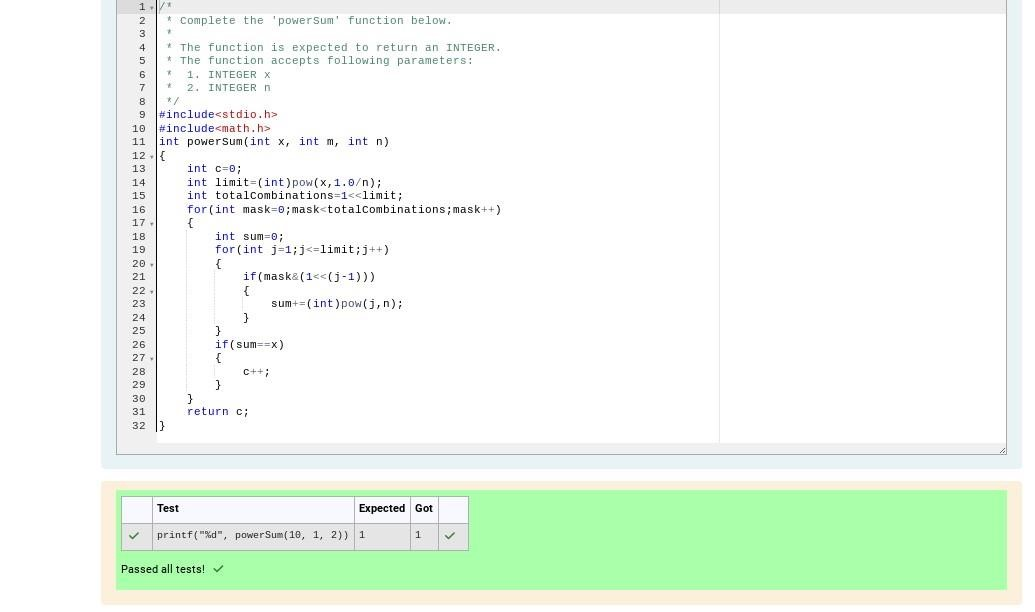 1 /*
2 * Complete the 'powerSum' function below.
3 *
4 * The function is expected to return an INTEGER.
5 * The function accepts following parameters:
6 *  1. INTEGER x
7 *  2. INTEGER n
8 */
9 #include<stdio.h>
10 #include<math.h>
11 int powerSum(int x, int m, int n)
12 {
13     int c=0;
14     int limit=(int)pow(x,1.0/n);
15     int totalCombinations=1<<limit;
16     for(int mask=0;mask<totalCombinations;mask++)
17     {
18         int sum=0;
19         for(int j=1;j<=limit;j++)
20         {
21             if(mask&(1<<(j-1)))
22             {
23                 sum+=(int)pow(j,n);
24             }
25         }
26         if(sum==x)
27         {
28             c++;
29         }
30     }
31     return c;
32 }
Test Expected Got
printf("%d", powerSum(10, 1, 2)) 1 1
Passed all tests!